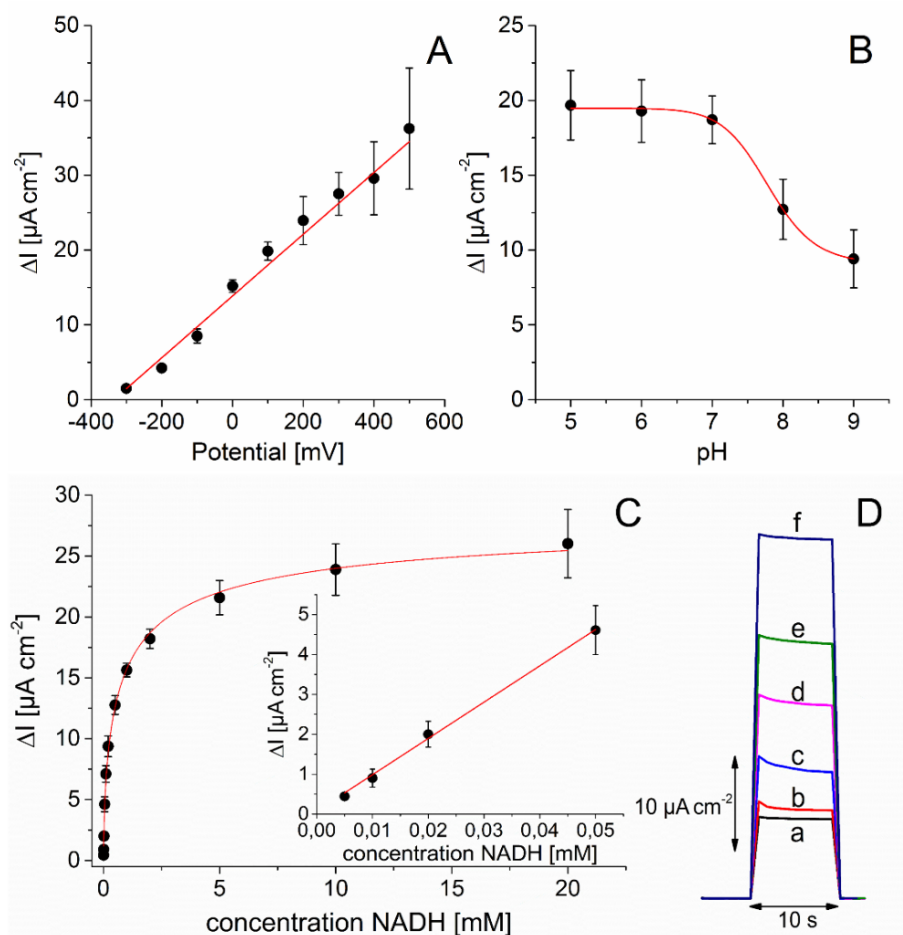 A
50
40
30
20
10
0
-400 -200 0 200 400 600
Potential [mV]
ΔI [µA cm-2]
B
25
20
15
10
5
0
5 6 7 8 9
pH
ΔI [µA cm-2]
C
30
25
20
15
10
5
0
0 5 10 15 20
concentration NADH [mM]
ΔI [µA cm-2]
5
4
3
2
1
0
0,00 0,01 0,02 0,03 0,04 0,05
concentration NADH [mM]
ΔI [µA cm-2]
D
f
e
d
c
b
a
10 µA cm-2
10 s